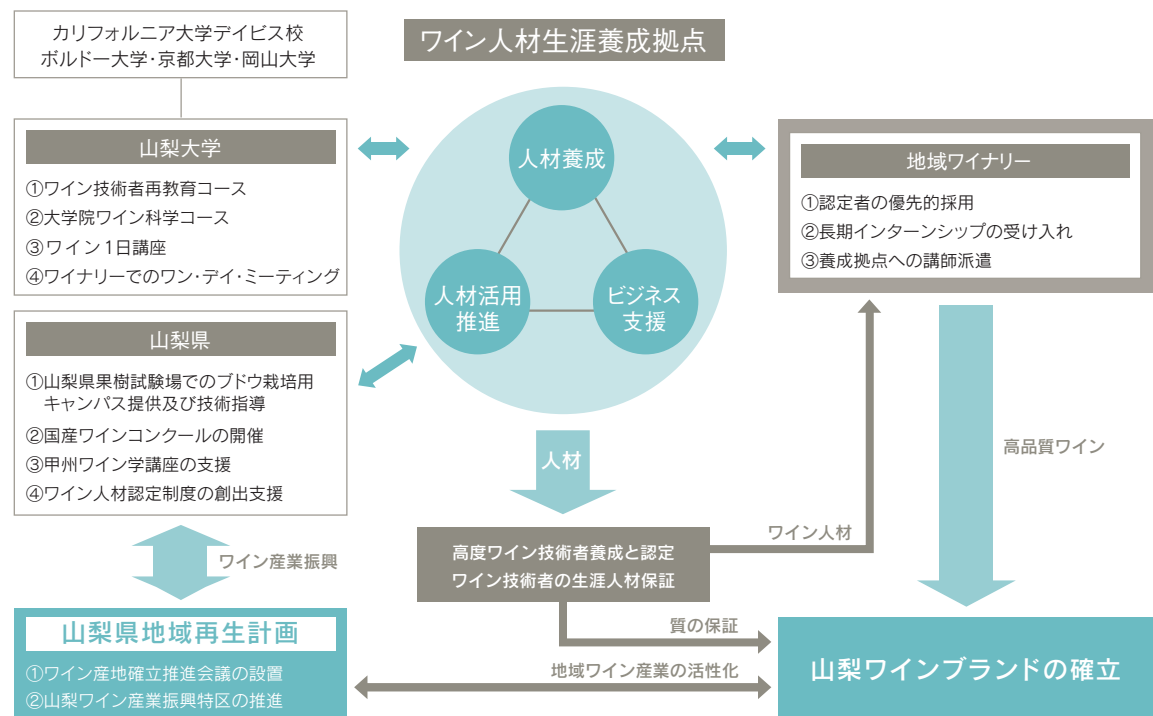 カリフォルニア大学デイビス校
ボルドー大学・京都大学・岡山大学
ワイン人材生涯養成拠点
山梨大学
①ワイン技術者再教育コース
②大学院ワイン科学コース
③ワイン1日講座
④ワイナリーでのワン・デイ・ミーティング
山梨県
①山梨県果樹試験場でのブドウ栽培用
キャンパス提供及び技術指導
②国産ワインコンクールの開催
③甲州ワイン学講座の支援
④ワイン人材認定制度の創出支援
人材養成
人材活用
推進
ビジネス
支援
地域ワイナリー
①認定者の優先的採用
②長期インターンシップの受け入れ
③養成拠点への講師派遣
人材
高品質ワイン
高度ワイン技術者養成と認定
ワイン技術者の生涯人材保証
ワイン人材
ワイン産業振興
質の保証
山梨県地域再生計画
①ワイン産地確立推進会議の設置
②山梨ワイン産業振興特区の推進
地域ワイン産業の活性化
山梨ワインブランドの確立